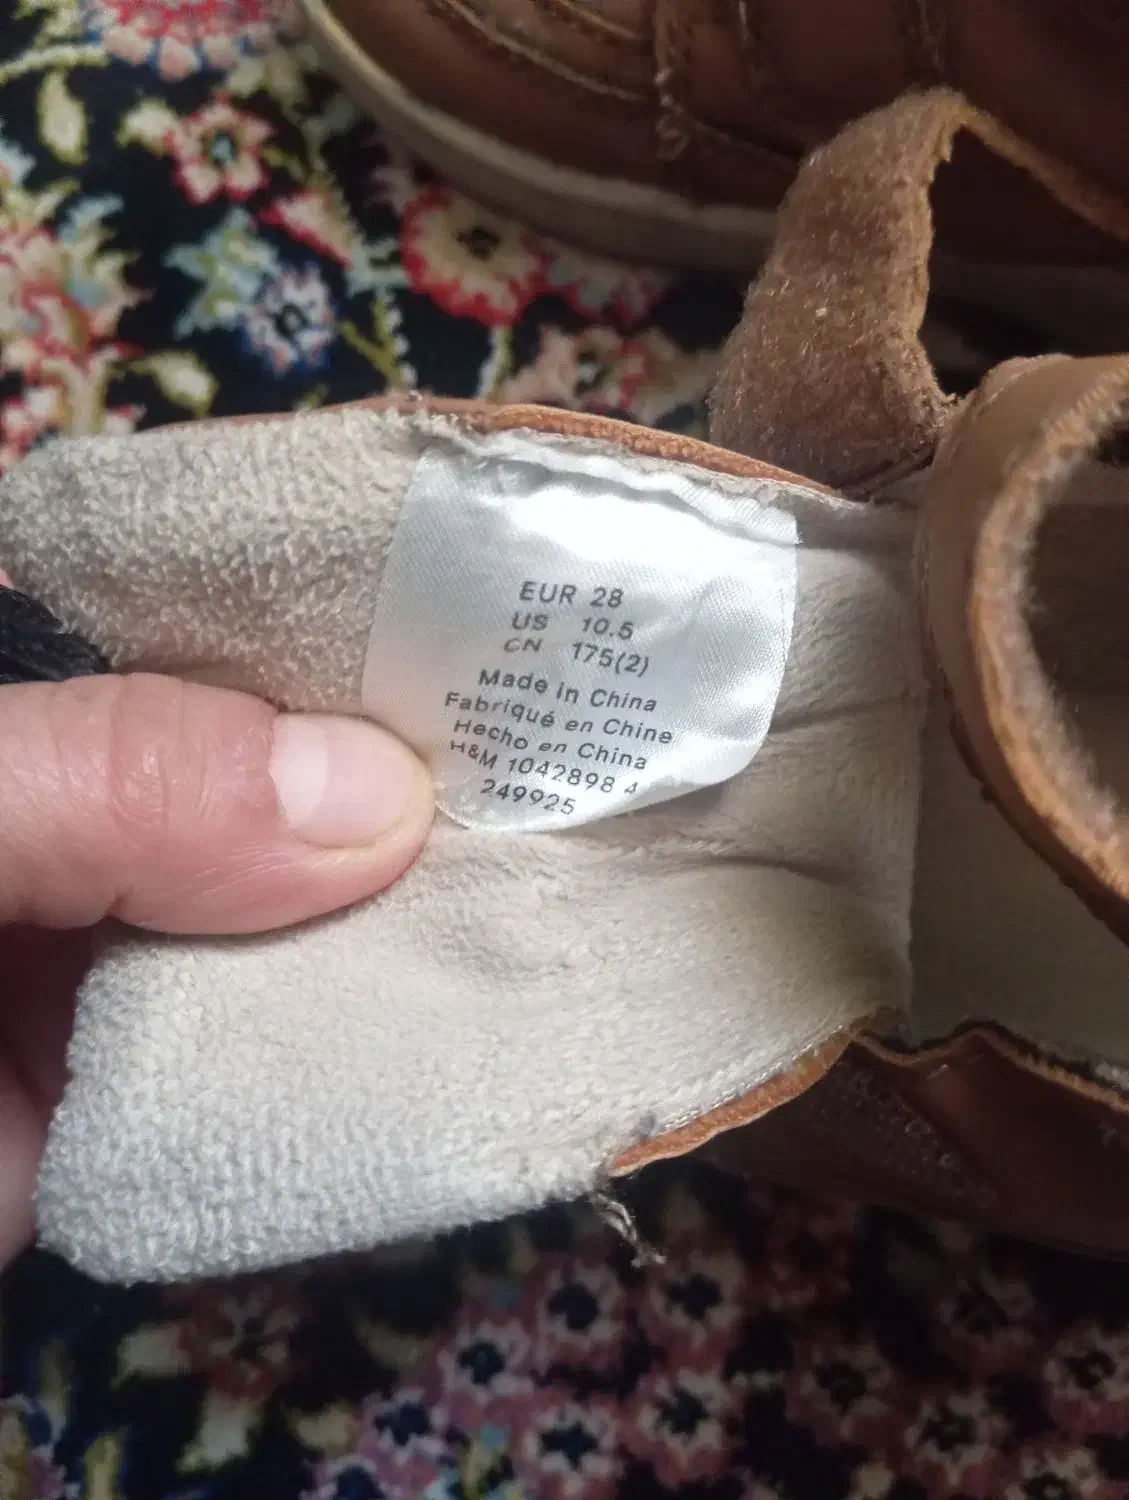 EUR 28
US 10.5
CN 175(2)
Made in China
Fabriqué en Chine
Hecho en China
H&M 1042898 4
249925